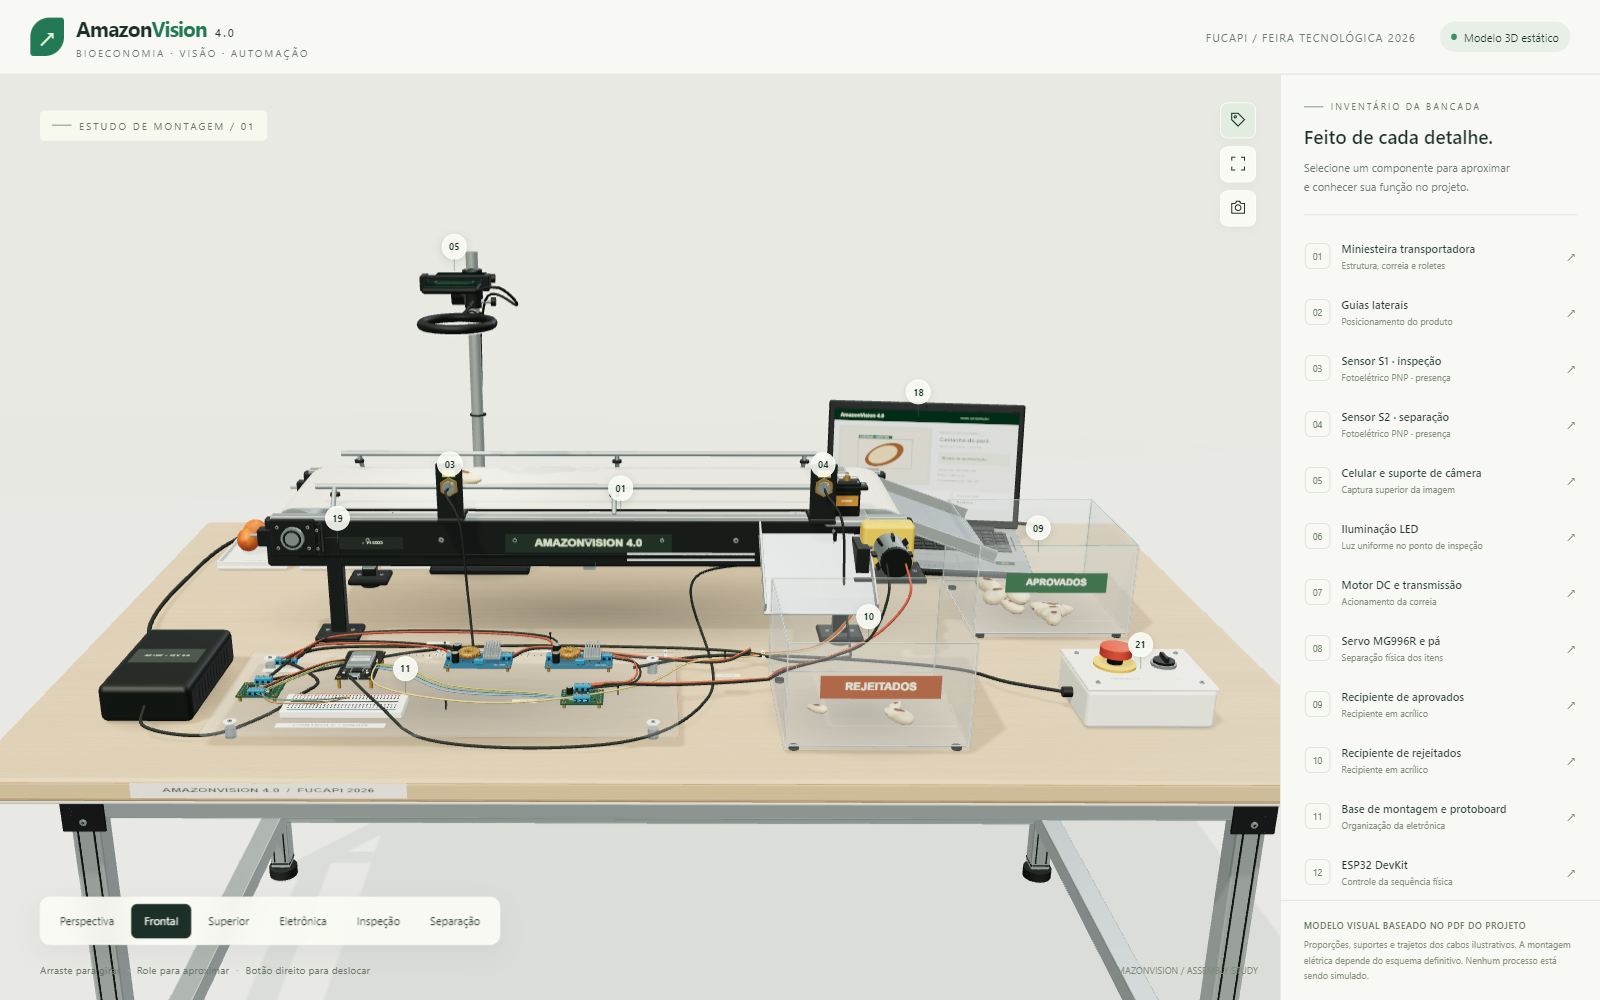 AmazonVision 4.0
BIOECONOMIA · VISÃO · AUTOMAÇÃO
FUCAPI / FEIRA TECNOLÓGICA 2026
Modelo 3D estático
ESTUDO DE MONTAGEM / 01
05
18
03
04
01
19
09
10
11
21
AmazonVision 4.0
AMAZONVISION 4.0
APROVADOS
REJEITADOS
AMAZONVISION 4.0 / FUCAPI 2026
Perspectiva
Frontal
Superior
Eletrônica
Inspeção
Separação
Arraste para girar · Role para aproximar · Botão direito para deslocar
INVENTÁRIO DA BANCADA
Feito de cada detalhe.
Selecione um componente para aproximar
e conhecer sua função no projeto.
01 Miniesteira transportadora
Estrutura, correia e roletes
02 Guias laterais
Posicionamento do produto
03 Sensor S1 · inspeção
Fotoelétrico PNP · presença
04 Sensor S2 · separação
Fotoelétrico PNP · presença
05 Celular e suporte de câmera
Captura superior da imagem
06 Iluminação LED
Luz uniforme no ponto de inspeção
07 Motor DC e transmissão
Acionamento da correia
08 Servo MG996R e pá
Separação física dos itens
09 Recipiente de aprovados
Recipiente em acrílico
10 Recipiente de rejeitados
Recipiente em acrílico
11 Base de montagem e protoboard
Organização da eletrônica
12 ESP32 DevKit
Controle da sequência física
MODELO VISUAL BASEADO NO PDF DO PROJETO
Proporções, suportes e trajetos dos cabos ilustrativos. A montagem
elétrica depende do esquema definitivo. Nenhum processo está
sendo simulado.